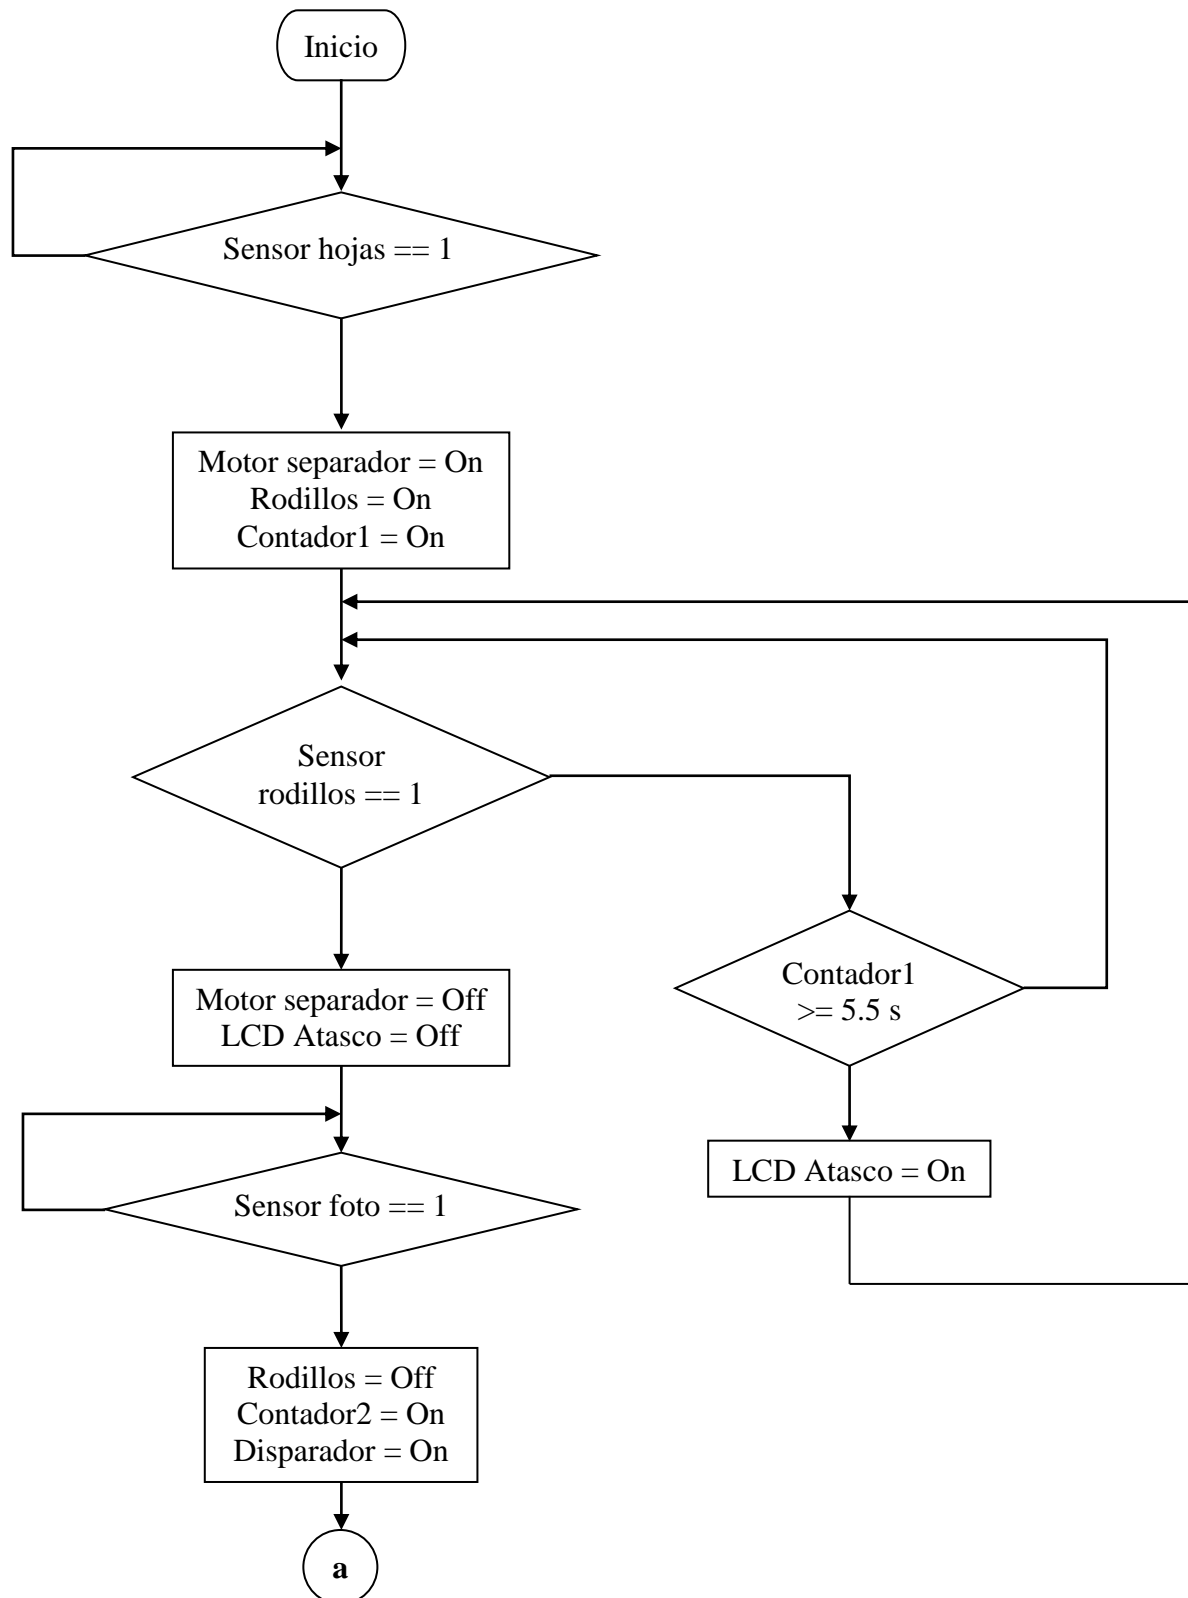 Inicio
Sensor hojas == 1
Motor separador = On
Rodillos = On
Contador1 = On
Sensor
rodillos == 1
Contador1
>= 5.5 s
Motor separador = Off
LCD Atasco = Off
LCD Atasco = On
Sensor foto == 1
Rodillos = Off
Contador2 = On
Disparador = On
a